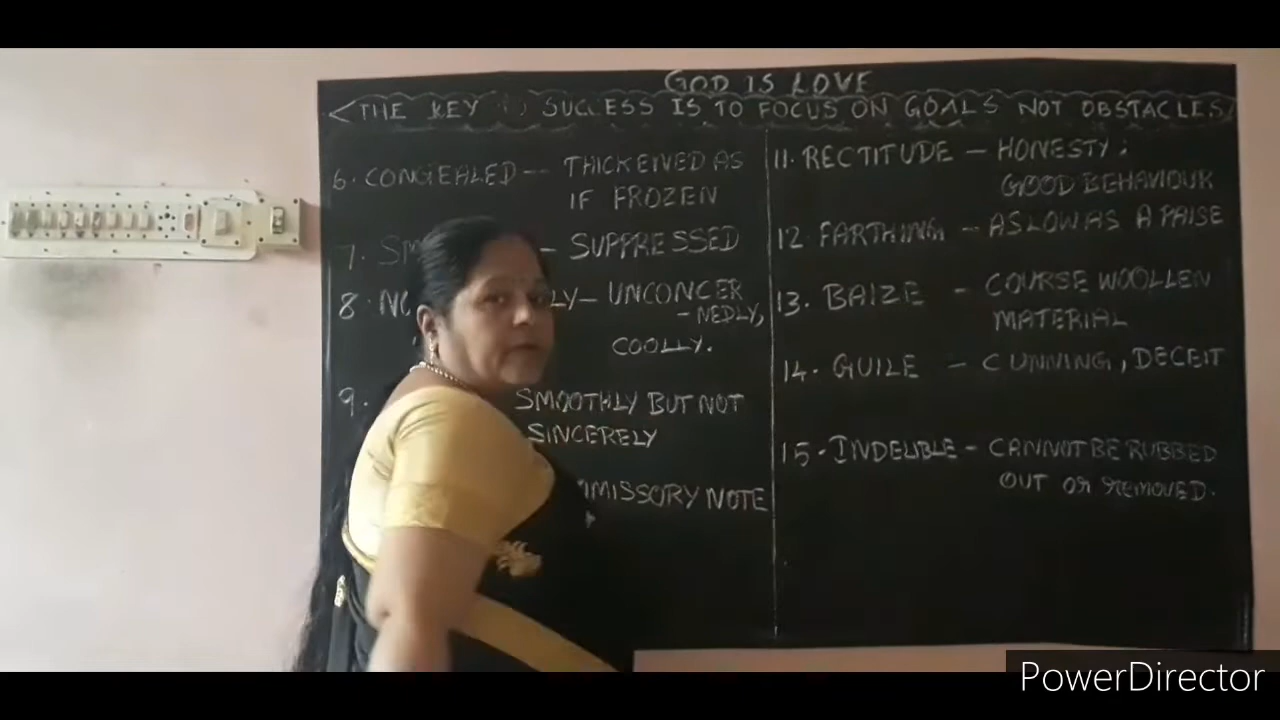 GOD IS LOVE
THE KEY SUCCESS IS TO FOCUS ON GOALS NOT OBSTACLES
6. CONGEALED -- THICKENED AS
IF FROZEN
7. SM - SUPPRESSED
8. NO LY - UNCONCER
- NEDLY,
COOLLY.
9. SMOOTHLY BUT NOT
SINCERELY
MISSORY NOTE
11. RECTITUDE - HONESTY;
GOOD BEHAVIOUR
12 FARTHING - AS LOW AS A PAISE
13. BAIZE - COURSE WOOLLEN
MATERIAL
14. GUILE - CUNNING, DECEIT
15. INDELIBLE - CANNOT BE RUBBED
OUT OR REMOVED.
PowerDirector